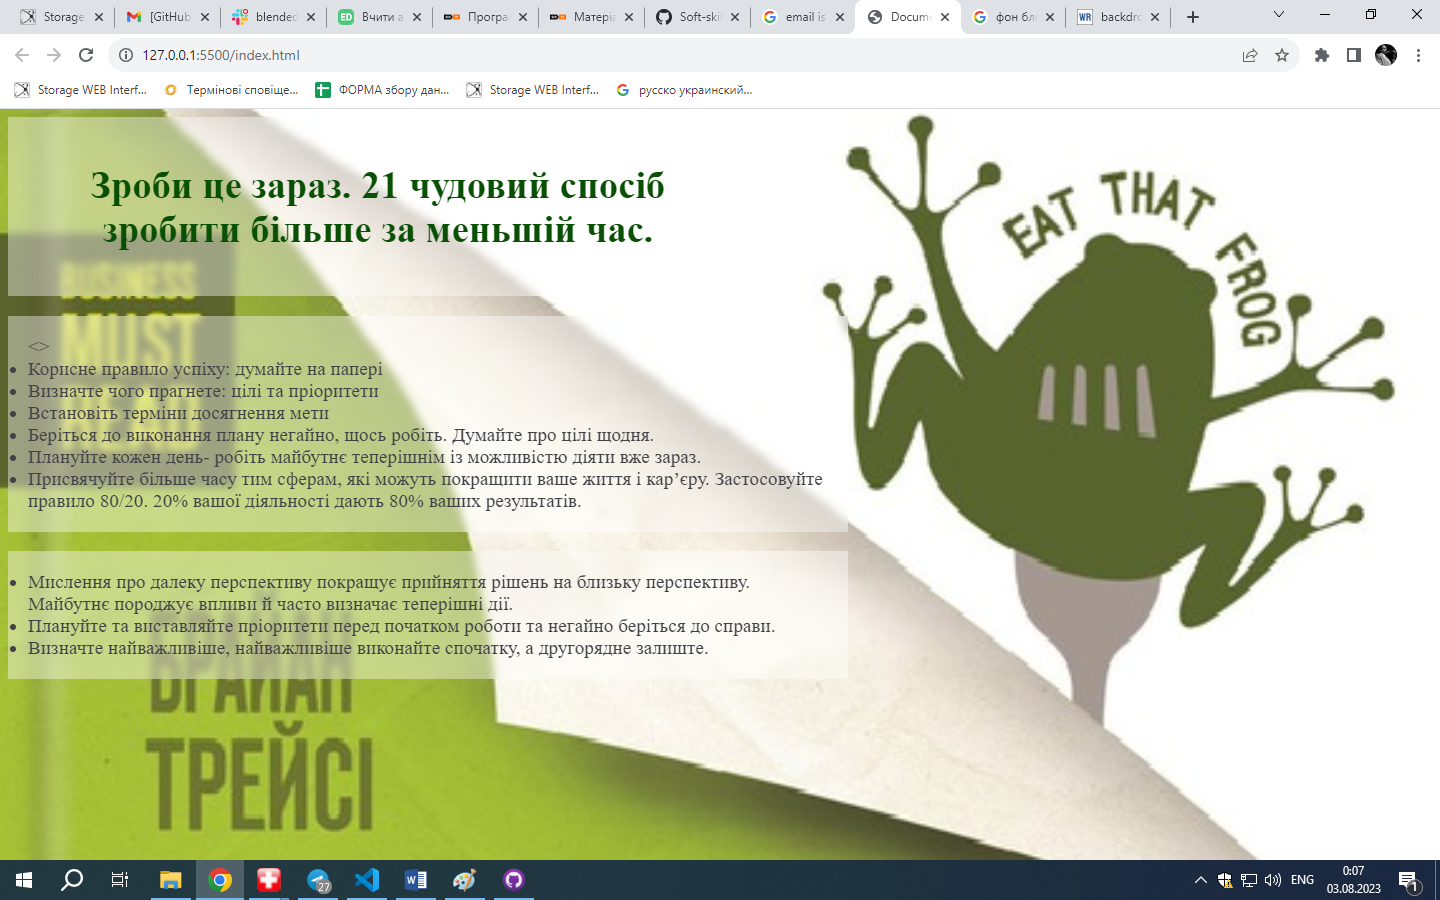 Storage
[GitHub
blended
Вчити а
Програ
Матеріа
Soft-skil
email is
Docume
фон бл
backdro
127.0.0.1:5500/index.html
Storage WEB Interf...
Термінові сповіще...
ФОРМА збору дан...
Storage WEB Interf...
русско украинский...
Зроби це зараз. 21 чудовий спосіб
зробити більше за меньшій час.
EAT THAT FROG
BUSINESS
MUST
READ
<>
Корисне правило успіху: думайте на папері
Визначте чого прагнете: цілі та пріоритети
Встановіть терміни досягнення мети
Беріться до виконання плану негайно, щось робіть. Думайте про цілі щодня.
Плануйте кожен день- робіть майбутнє теперішнім із можливістю діяти вже зараз.
Присвячуйте більше часу тим сферам, які можуть покращити ваше життя і кар’єру. Застосовуйте
правило 80/20. 20% вашої діяльності дають 80% ваших результатів.
Мислення про далеку перспективу покращує прийняття рішень на близьку перспективу.
Майбутнє породжує впливи й часто визначає теперішні дії.
Плануйте та виставляйте пріоритети перед початком роботи та негайно беріться до справи.
Визначте найважливіше, найважливіше виконайте спочатку, а другорядне залиште.
БРАЙАН
ТРЕЙСІ
27
ENG
0:07
03.08.2023
1